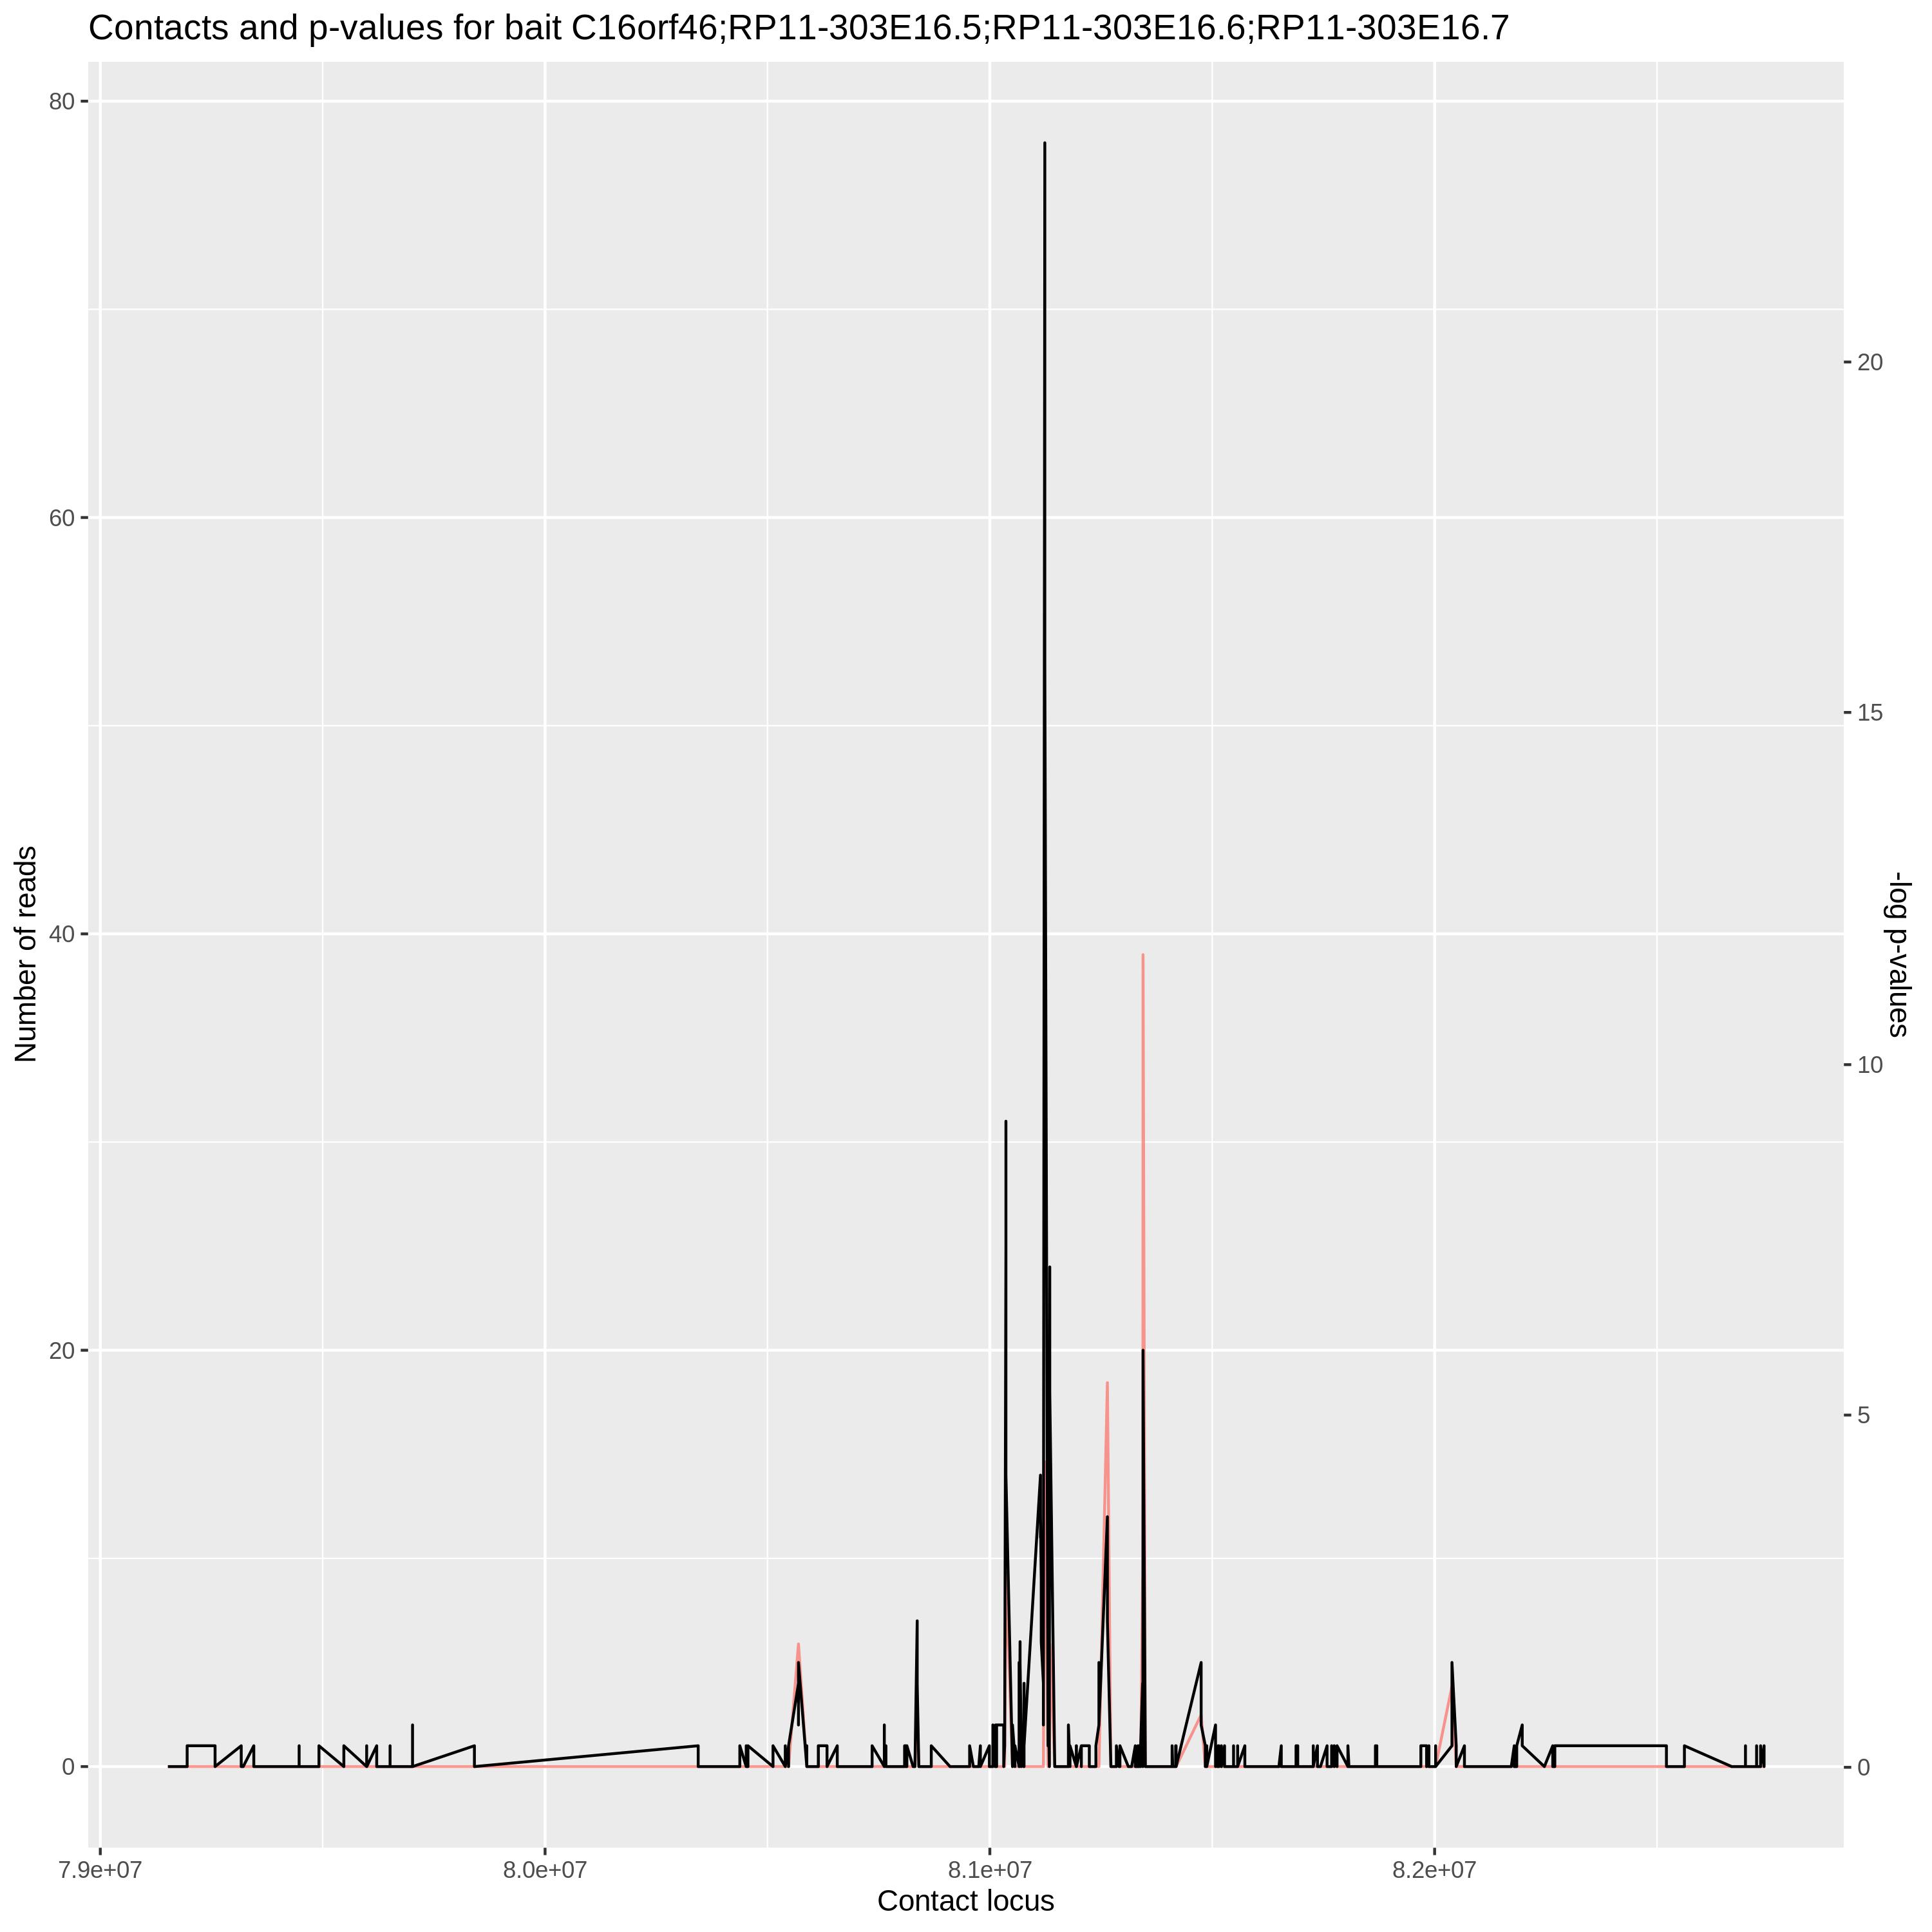 Contacts and p-values for bait C16orf46;RP11-303E16.5;RP11-303E16.6;RP11-303E16.7
80
60
40
20
0
Number of reads
20
15
10
5
0
-log p-values
7.9e+07
8.0e+07
8.1e+07
8.2e+07
Contact locus